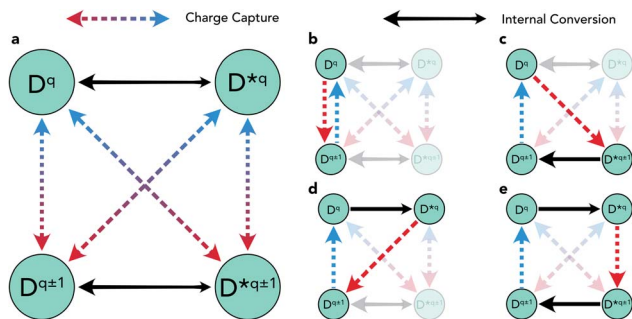 Charge Capture
Internal Conversion
a
D^q
D*^q
D^q±1
D*^q±1
b
D^q
D*^q
D^q±1
D*^q±1
c
D^q
D*^q
D^q±1
D*^q±1
d
D^q
D*^q
D^q±1
D*^q±1
e
D^q
D*^q
D^q±1
D*^q±1